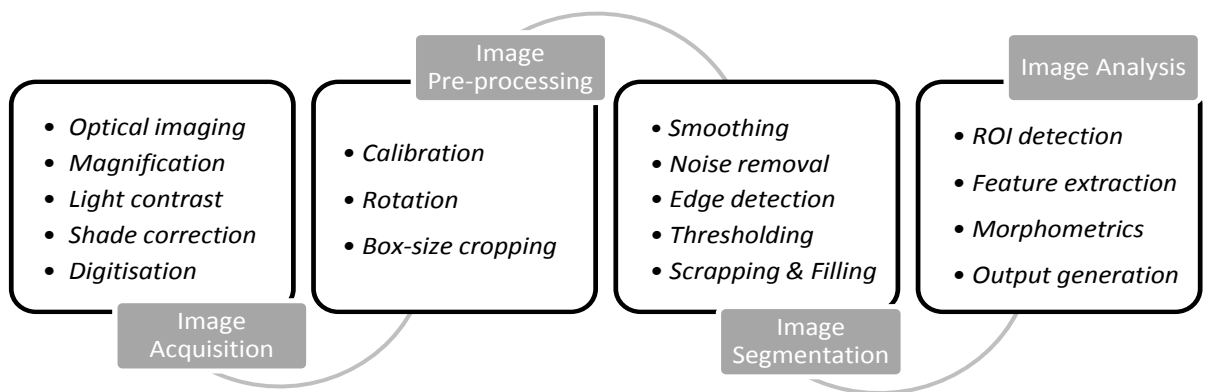 • Optical imaging
• Magnification
• Light contrast
• Shade correction
• Digitisation
Image
Acquisition
Image
Pre-processing
• Calibration
• Rotation
• Box-size cropping
• Smoothing
• Noise removal
• Edge detection
• Thresholding
• Scrapping & Filling
Image
Segmentation
Image Analysis
• ROI detection
• Feature extraction
• Morphometrics
• Output generation